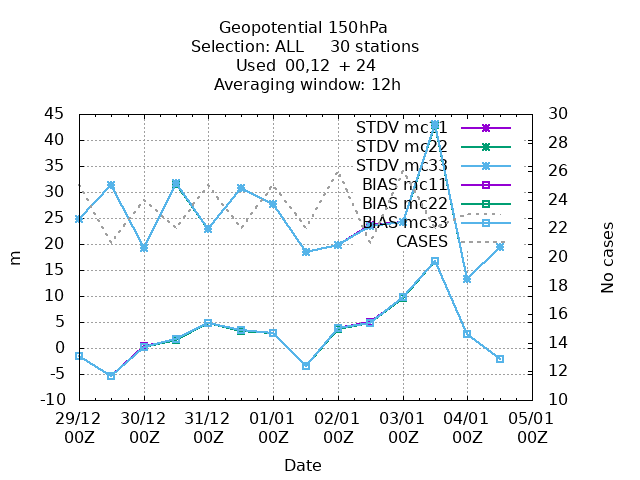 Geopotential 150hPa
Selection: ALL 30 stations
Used 00,12 + 24
Averaging window: 12h
45
40
35
30
25
20
15
10
5
0
-5
-10
m
30
28
26
24
22
20
18
16
14
12
10
No cases
STDV mc11
STDV mc22
STDV mc33
BIAS mc11
BIAS mc22
BIAS mc33
CASES
29/12 30/12 31/12 01/01 02/01 03/01 04/01 05/01
00Z 00Z 00Z 00Z 00Z 00Z 00Z 00Z
Date